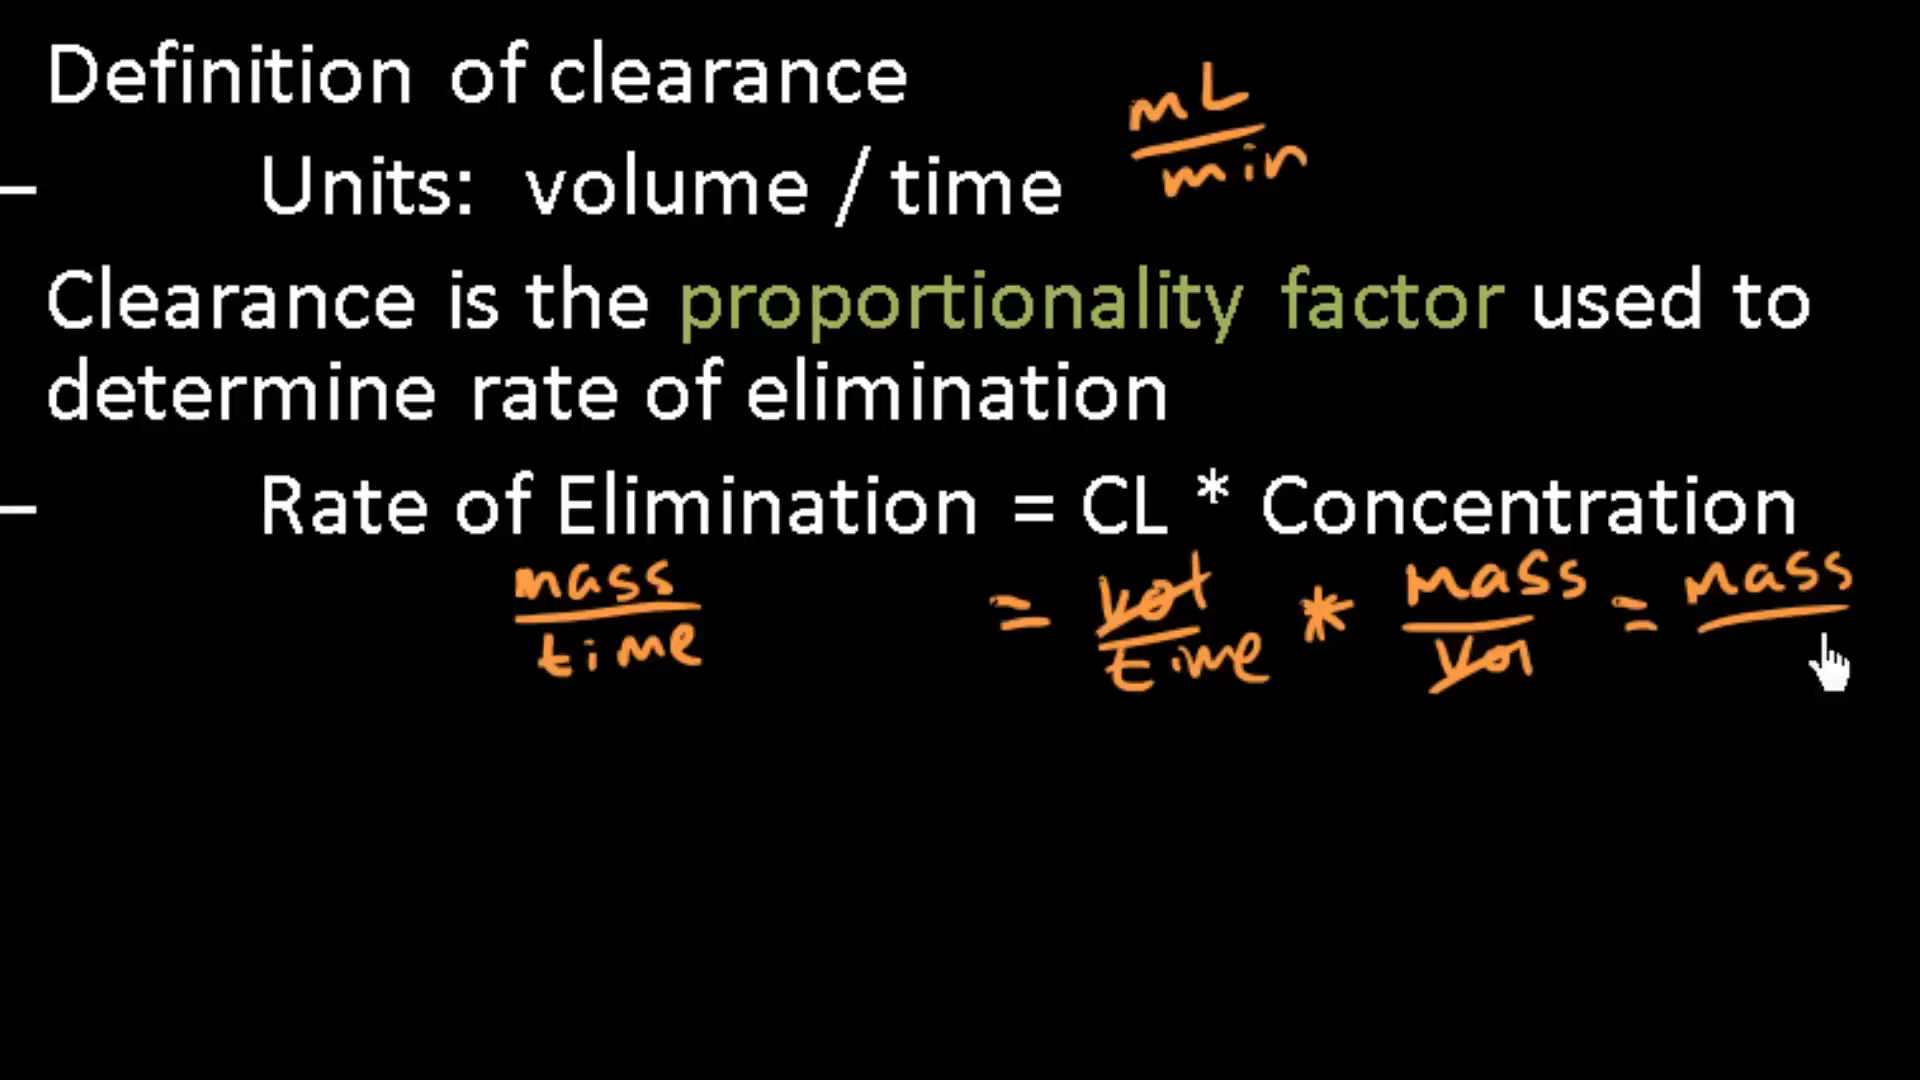 Definition of clearance
mL
min
– Units: volume / time
Clearance is the proportionality factor used to
determine rate of elimination
– Rate of Elimination = CL * Concentration
mass = vol * mass = mass
time time vol